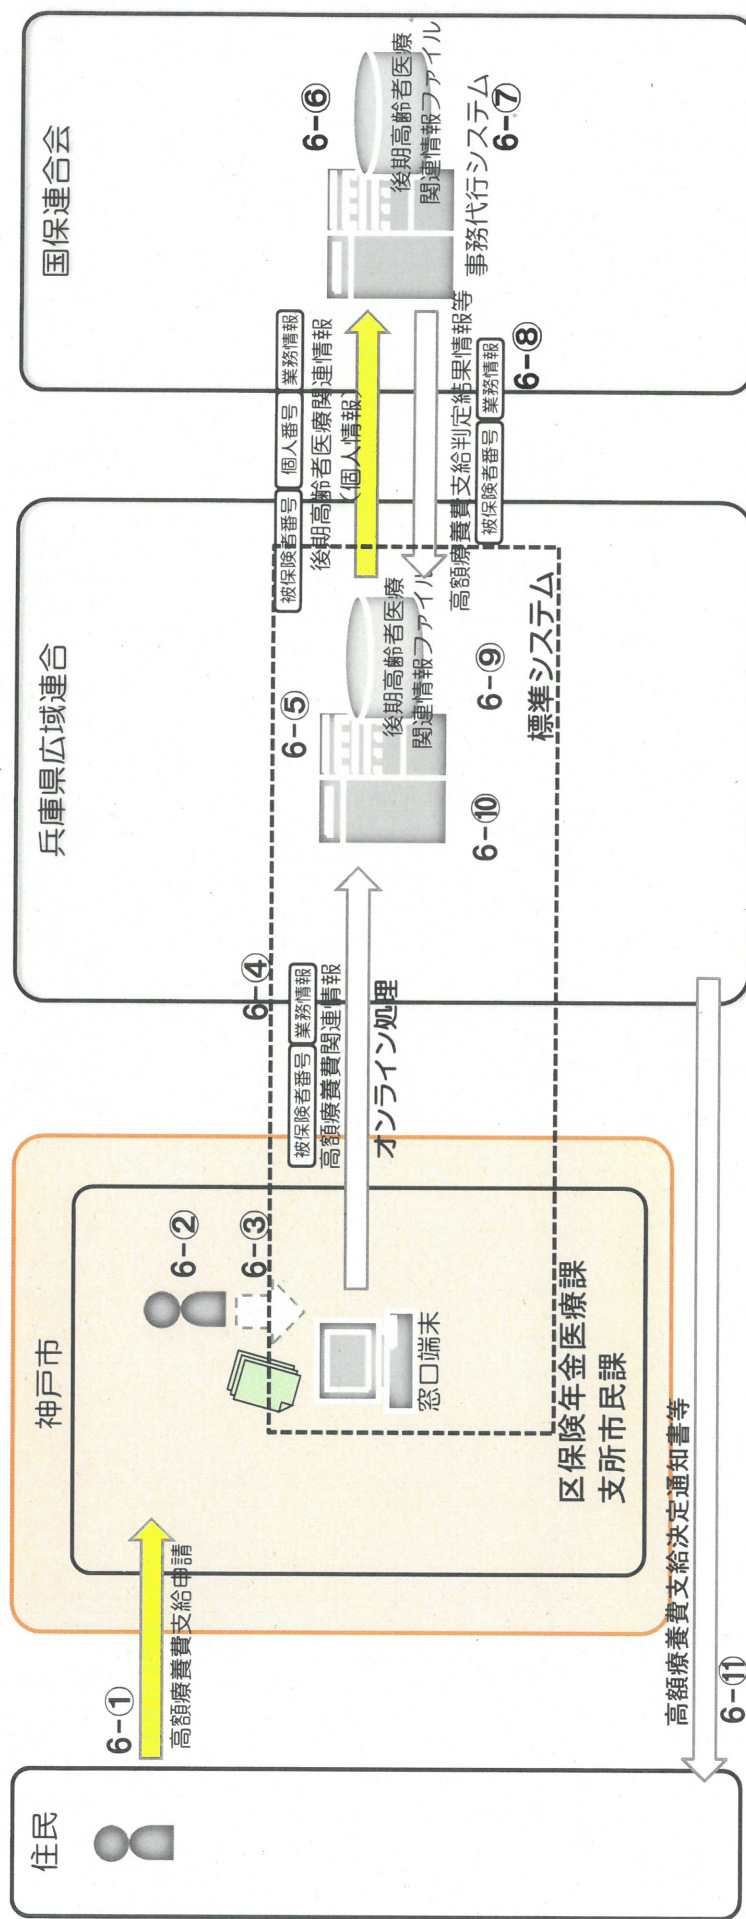 住民
6-①
高額療養費支給申請
神戸市
6-②
6-③
窓口端末
区保険年金医療課
支所市民課
6-④
被保険者番号 業務情報
高額療養費関連情報
オンライン処理
兵庫県広域連合
6-⑤
後期高齢者医療
関連情報ファイル
6-⑨
6-⑩
標準システム
被保険者番号 個人番号 業務情報
後期高齢者医療関連情報
(個人情報)
高額療養費支給判定結果情報等
被保険者番号 業務情報
6-⑧
国保連合会
6-⑥
後期高齢者医療
関連情報ファイル
事務代行システム
6-⑦
高額療養費支給決定通知書等
6-⑪